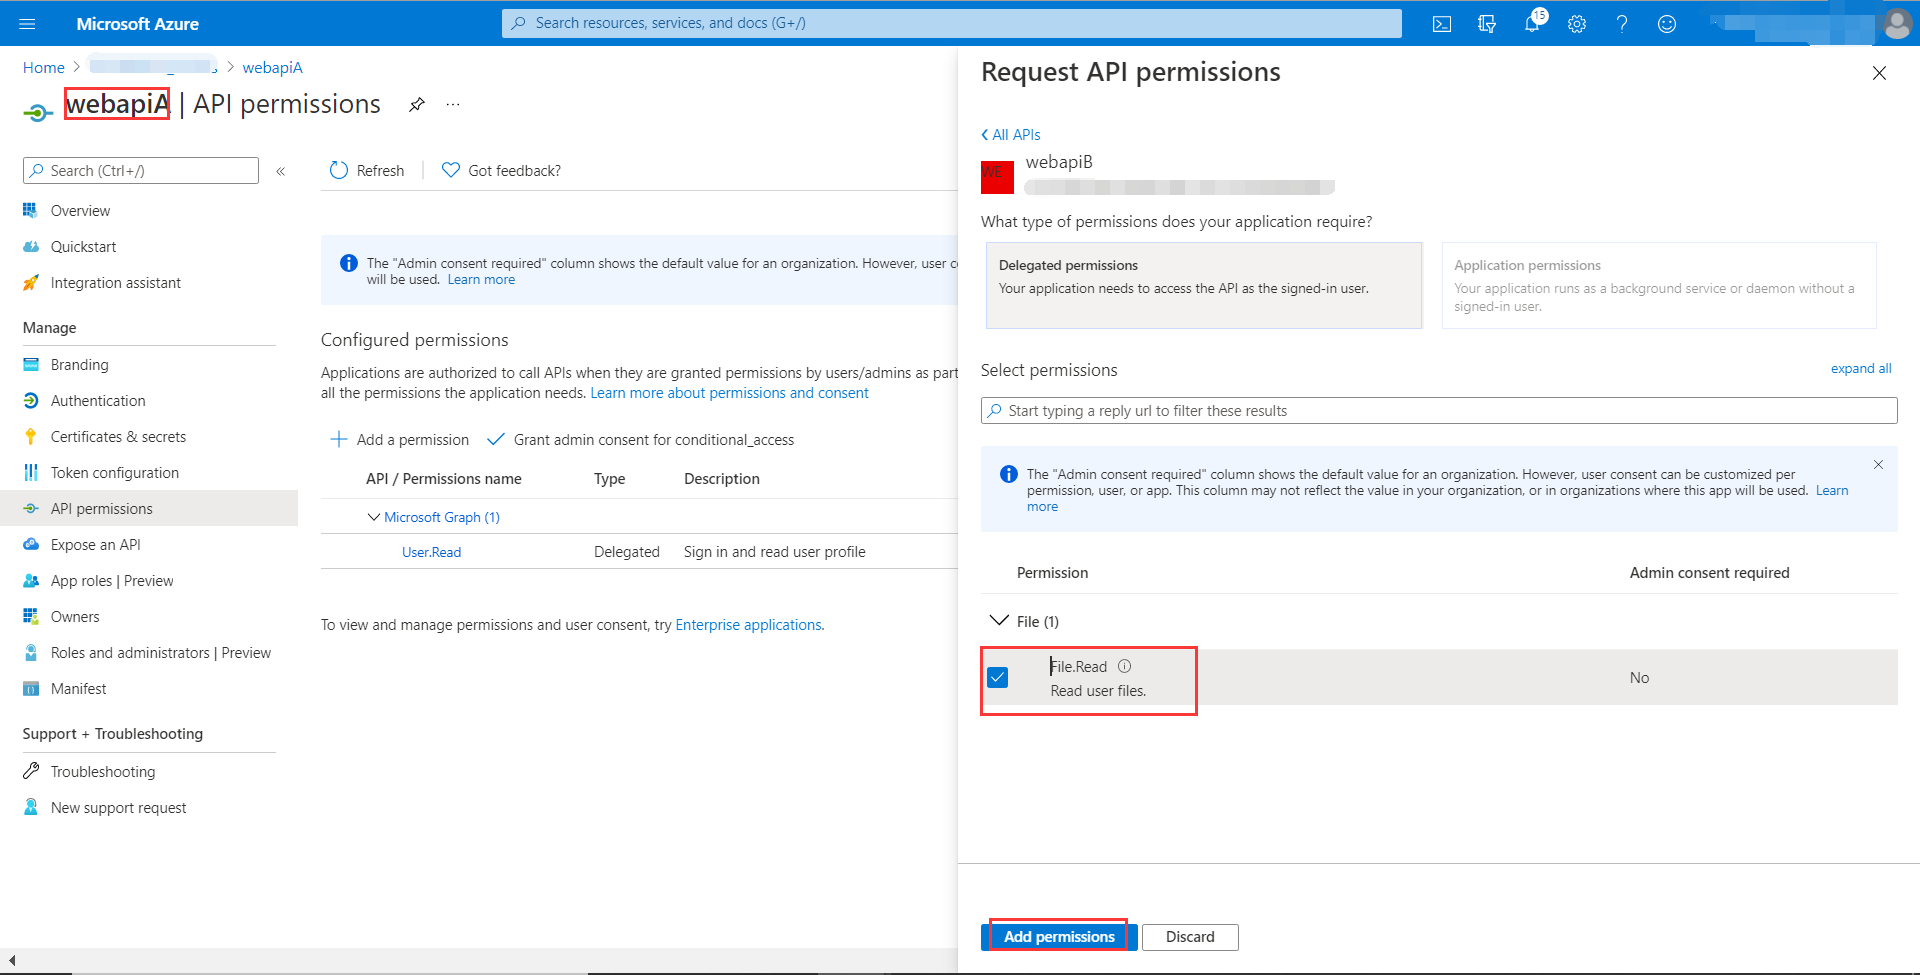 Microsoft Azure
Search resources, services, and docs (G+/)
15
Home
webapiA
webapiA | API permissions
Search (Ctrl+/)
Overview
Quickstart
Integration assistant
Manage
Branding
Authentication
Certificates & secrets
Token configuration
API permissions
Expose an API
App roles | Preview
Owners
Roles and administrators | Preview
Manifest
Support + Troubleshooting
Troubleshooting
New support request
Refresh
Got feedback?
The "Admin consent required" column shows the default value for an organization. However, user
will be used. Learn more
Configured permissions
Applications are authorized to call APIs when they are granted permissions by users/admins as part
all the permissions the application needs. Learn more about permissions and consent
Add a permission
Grant admin consent for conditional_access
API / Permissions name Type Description
Microsoft Graph (1)
User.Read Delegated Sign in and read user profile
To view and manage permissions and user consent, try Enterprise applications.
Request API permissions
All APIs
WE
webapiB
What type of permissions does your application require?
Delegated permissions
Your application needs to access the API as the signed-in user.
Application permissions
Your application runs as a background service or daemon without a
signed-in user.
Select permissions
expand all
Start typing a reply url to filter these results
The "Admin consent required" column shows the default value for an organization. However, user consent can be customized per
permission, user, or app. This column may not reflect the value in your organization, or in organizations where this app will be used. Learn
more
Permission Admin consent required
File (1)
File.Read
Read user files.
No
Add permissions
Discard